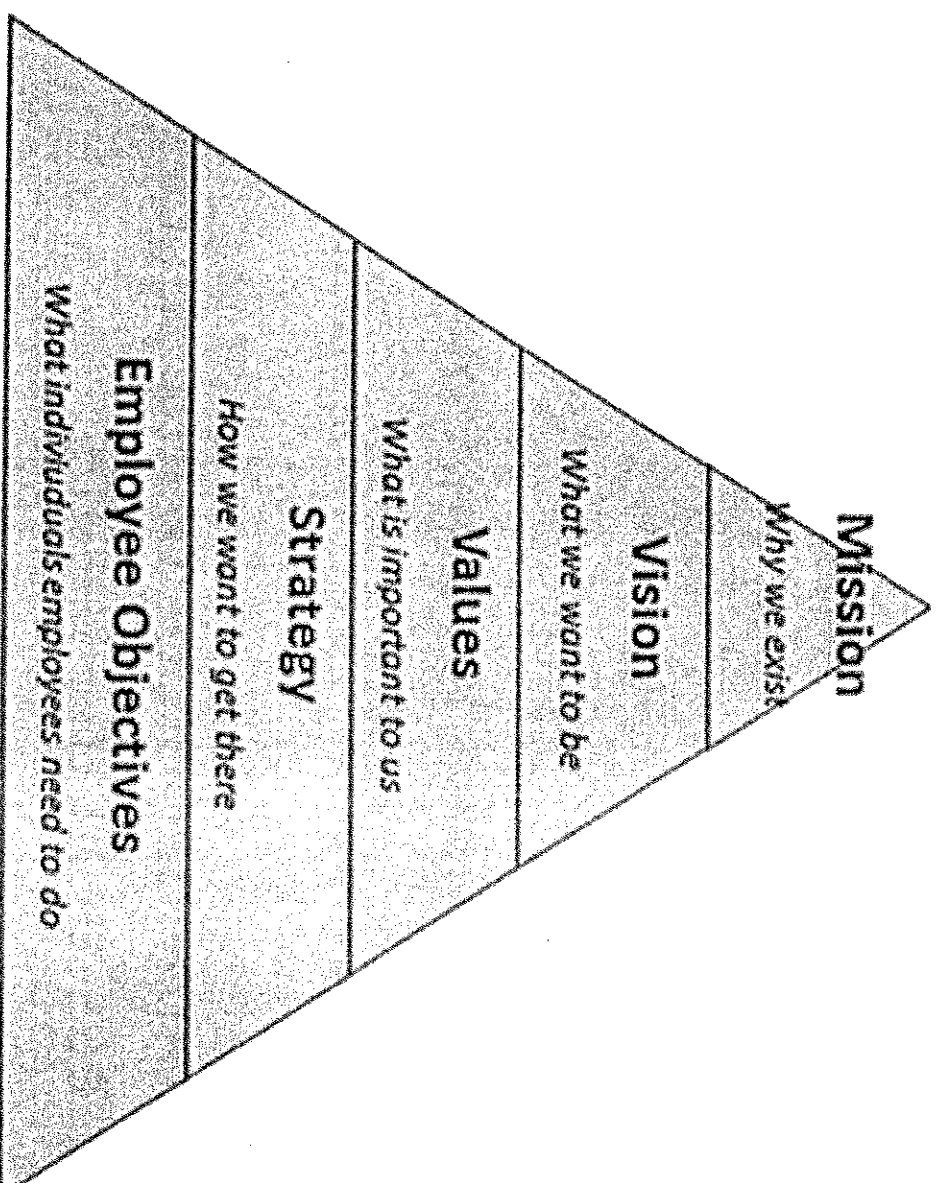 Mission
Why we exist
Vision
What we want to be
Values
What is important to us
Strategy
How we want to get there
Employee Objectives
What indiviuduals employees need to do